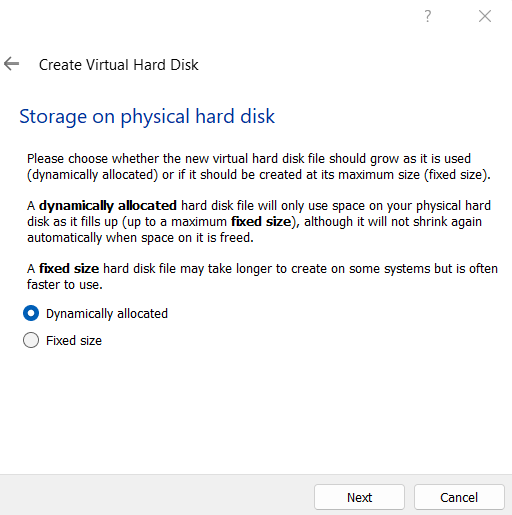 ?
Create Virtual Hard Disk
Storage on physical hard disk
Please choose whether the new virtual hard disk file should grow as it is used
(dynamically allocated) or if it should be created at its maximum size (fixed size).
A dynamically allocated hard disk file will only use space on your physical hard
disk as it fills up (up to a maximum fixed size), although it will not shrink again
automatically when space on it is freed.
A fixed size hard disk file may take longer to create on some systems but is often
faster to use.
Dynamically allocated
Fixed size
Next
Cancel